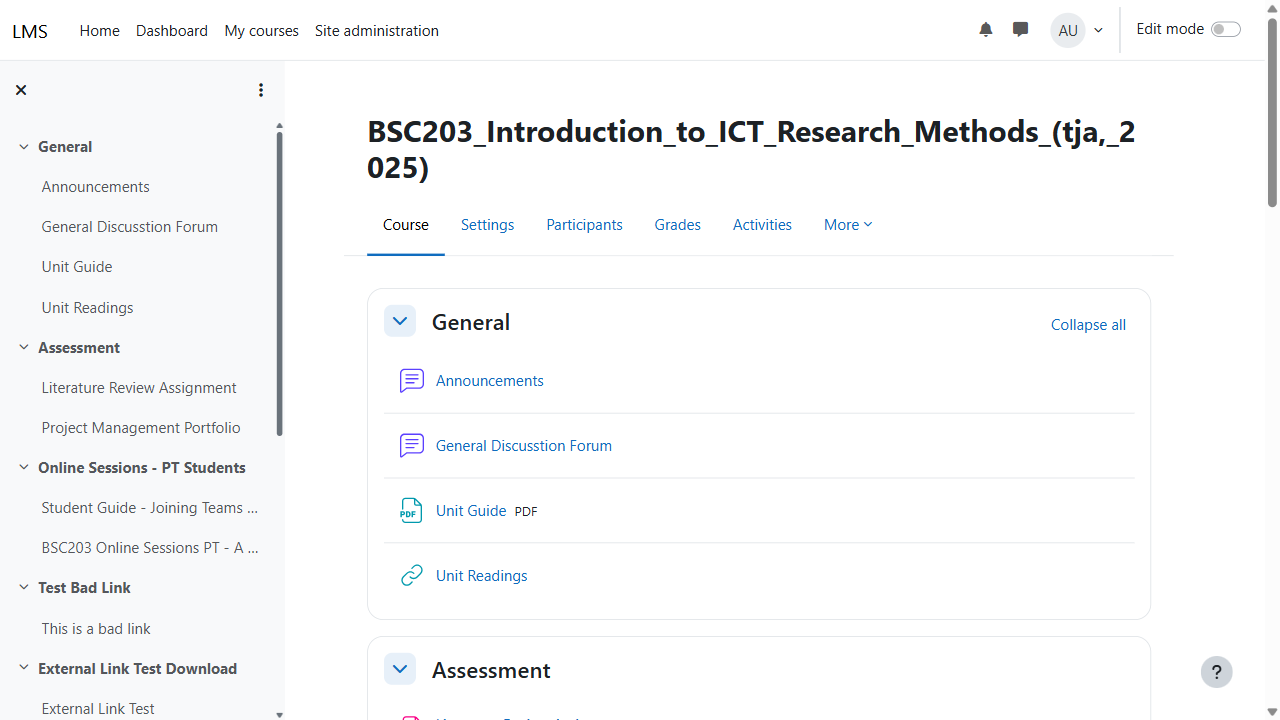 LMS Home Dashboard My courses Site administration AU Edit mode
General
Announcements
General Discusstion Forum
Unit Guide
Unit Readings
Assessment
Literature Review Assignment
Project Management Portfolio
Online Sessions - PT Students
Student Guide - Joining Teams ...
BSC203 Online Sessions PT - A ...
Test Bad Link
This is a bad link
External Link Test Download
External Link Test
BSC203_Introduction_to_ICT_Research_Methods_(tja,_2
025)
Course Settings Participants Grades Activities More
General Collapse all
Announcements
General Discusstion Forum
PDF Unit Guide PDF
Unit Readings
Assessment
?